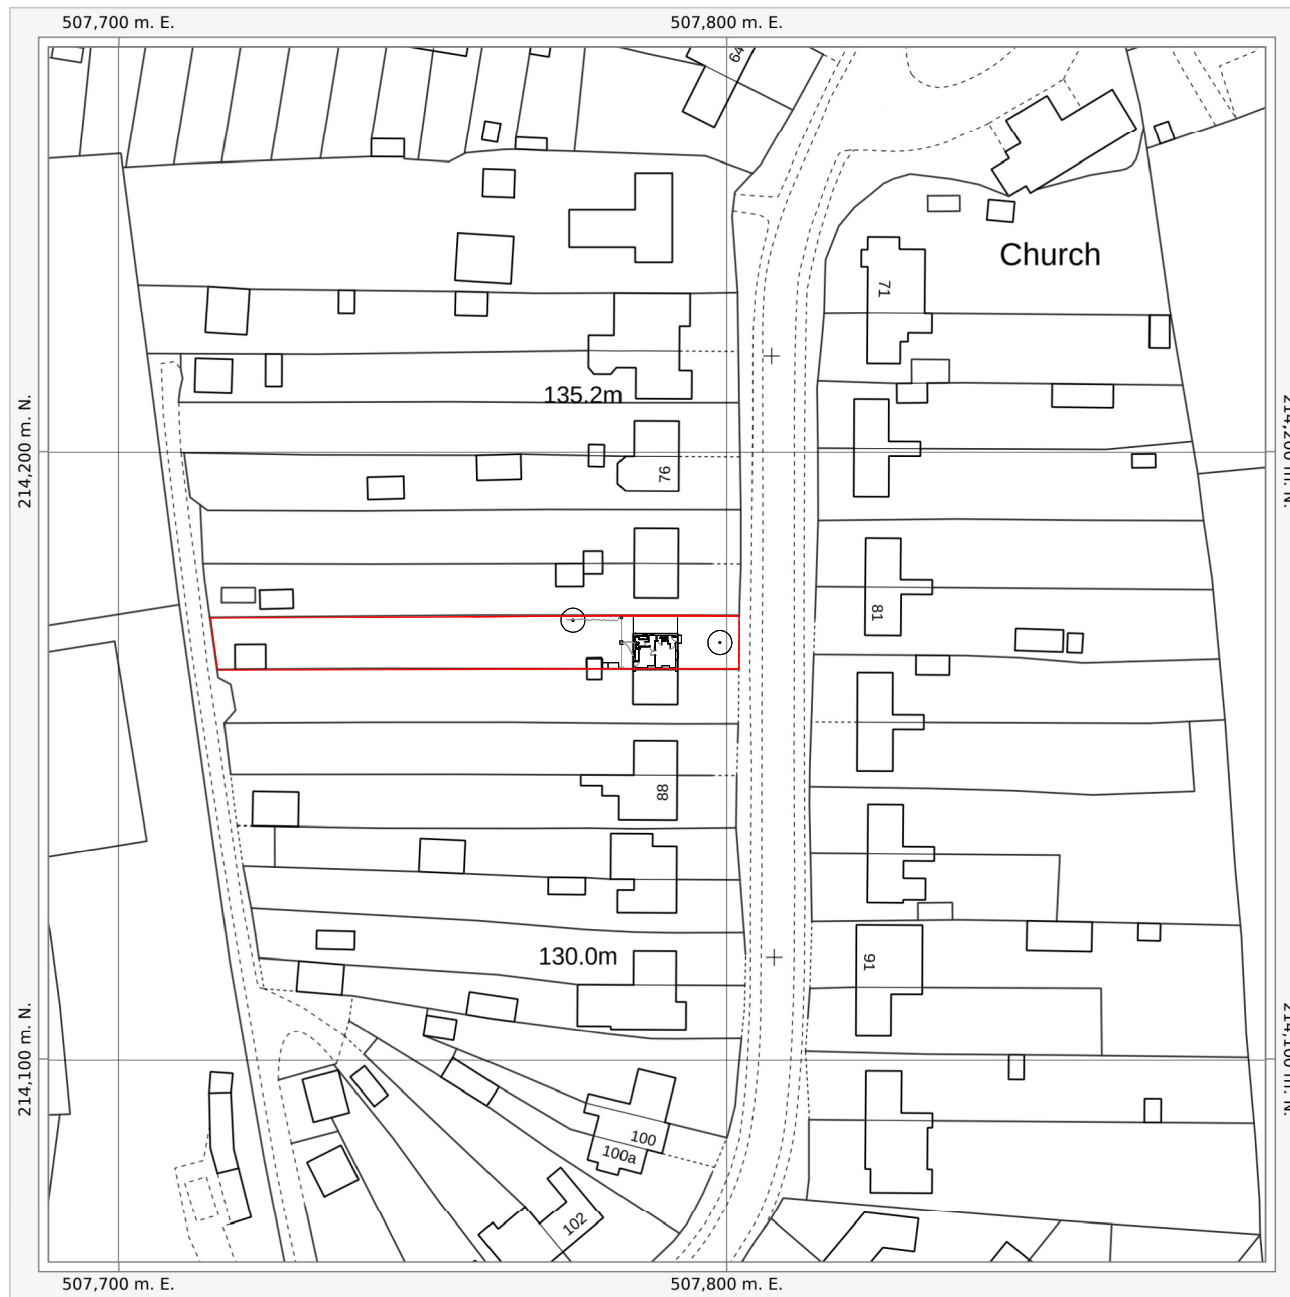 507,700 m. E.
507,800 m. E.
64
Church
71
135.2m
214,200 m. N.
76
81
88
130.0m
91
214,100 m. N.
100
100a
102
507,700 m. E.
507,800 m. E.